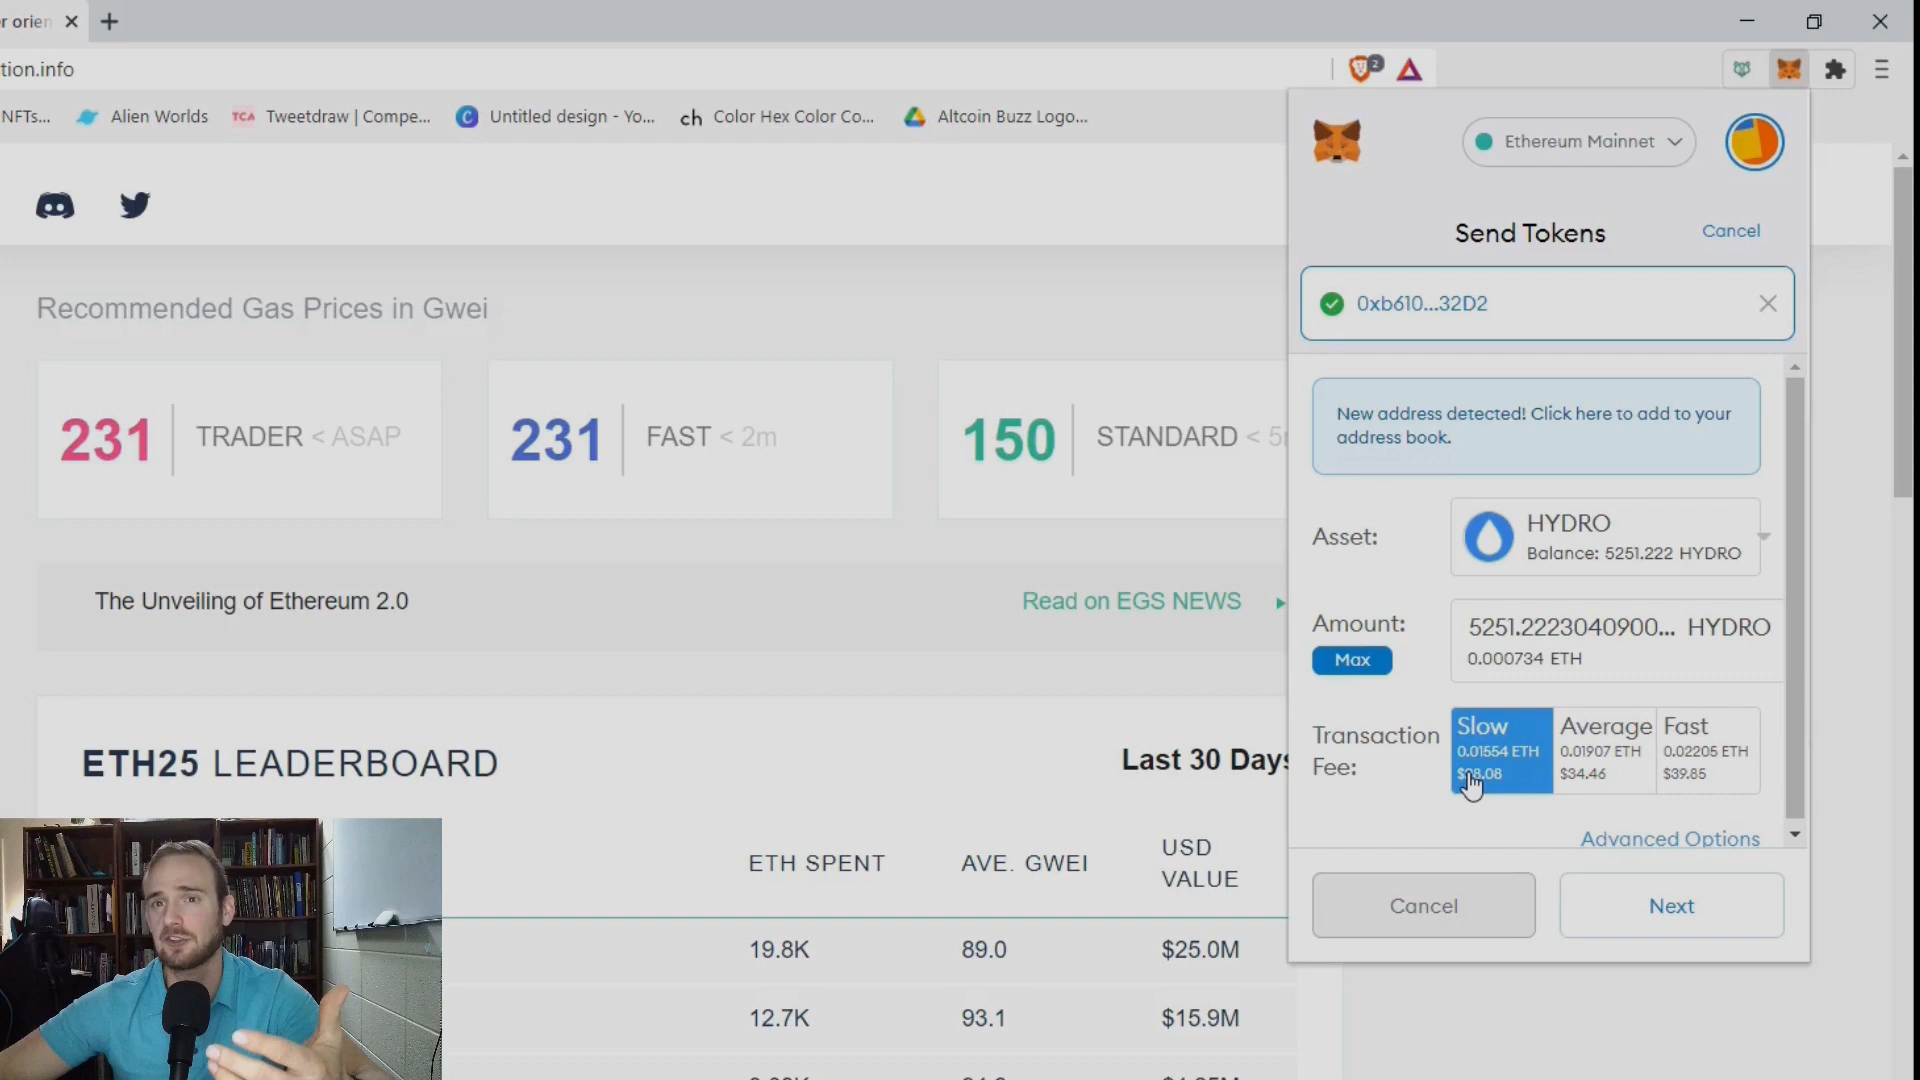 r orien
tion.info
2
NFTs...
Alien Worlds
TCA
Tweetdraw | Compe...
C
Untitled design - Yo...
ch
Color Hex Color Co...
Altcoin Buzz Logo...
Recommended Gas Prices in Gwei
231 TRADER < ASAP
231 FAST < 2m
150 STANDARD < 5
The Unveiling of Ethereum 2.0
Read on EGS NEWS
ETH25 LEADERBOARD
Last 30 Days
ETH SPENT
AVE. GWEI
USD
VALUE
19.8K 89.0 $25.0M
12.7K 93.1 $15.9M
Ethereum Mainnet
Send Tokens
Cancel
0xb610...32D2
New address detected! Click here to add to your
address book.
Asset:
HYDRO
Balance: 5251.222 HYDRO
Amount:
Max
5251.2223040900... HYDRO
0.000734 ETH
Transaction
Fee:
Slow
0.01554 ETH
Average
0.01907 ETH
$34.46
Fast
0.02205 ETH
$39.85
Advanced Options
Cancel
Next